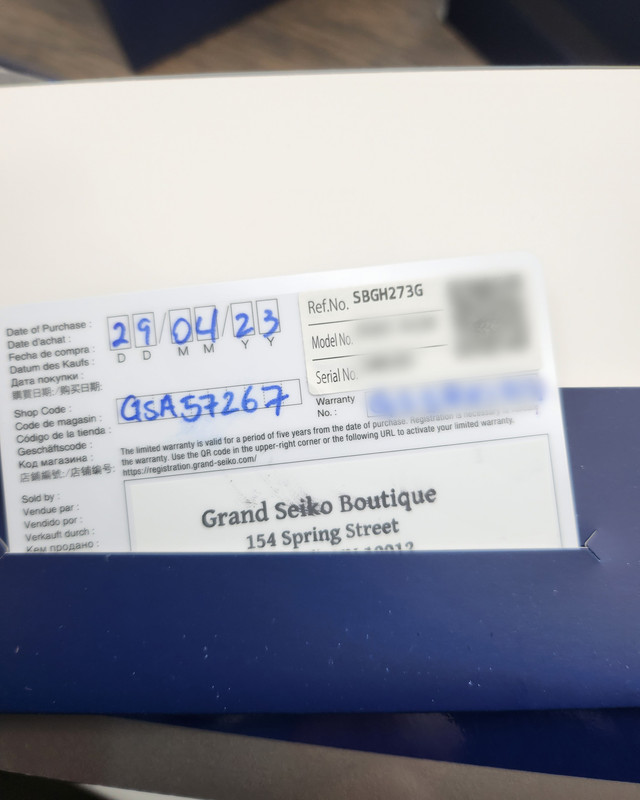 Date of Purchase :
Date d'achat :
Fecha de compra :
Datum des Kaufs :
Дата покупки :
購買日期:/购买日期:
29/04/23
D D M M Y Y
Ref.No. SBGH273G
Model No.
Serial No.
Shop Code :
Code de magasin :
Código de la tienda :
Geschäftscode :
Код магазина :
店鋪編號:/店铺编号:
GSA57267
Warranty
No. :
The limited warranty is valid for a period of five years from the date of purchase. Registration is necessary to
the warranty. Use the QR code in the upper-right corner or the following URL to activate your limited warranty.
https://registration.grand-seiko.com/
Sold by :
Vendue par :
Vendido por :
Verkauft durch :
Кем продано :
Grand Seiko Boutique
154 Spring Street
10012